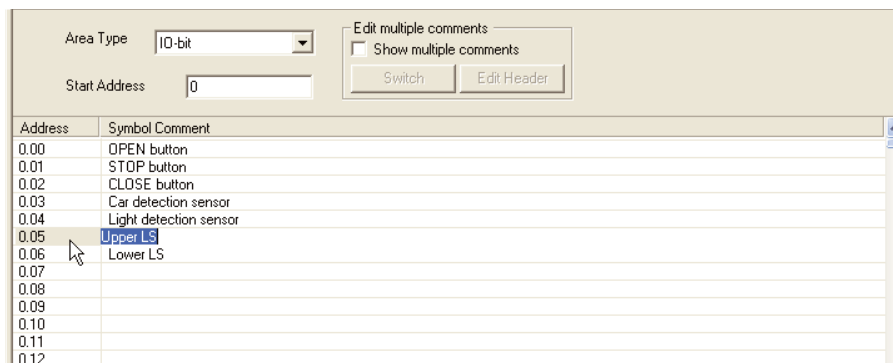 Area Type IO-bit
Start Address 0
Edit multiple comments
Show multiple comments
Switch Edit Header
Address Symbol Comment
0.00 OPEN button
0.01 STOP button
0.02 CLOSE button
0.03 Car detection sensor
0.04 Light detection sensor
0.05 Upper LS
0.06 Lower LS
0.07
0.08
0.09
0.10
0.11
0.12